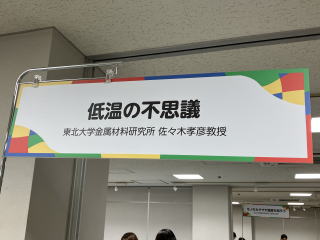 低温の不思議
東北大学金属材料研究所 佐々木孝彦教授